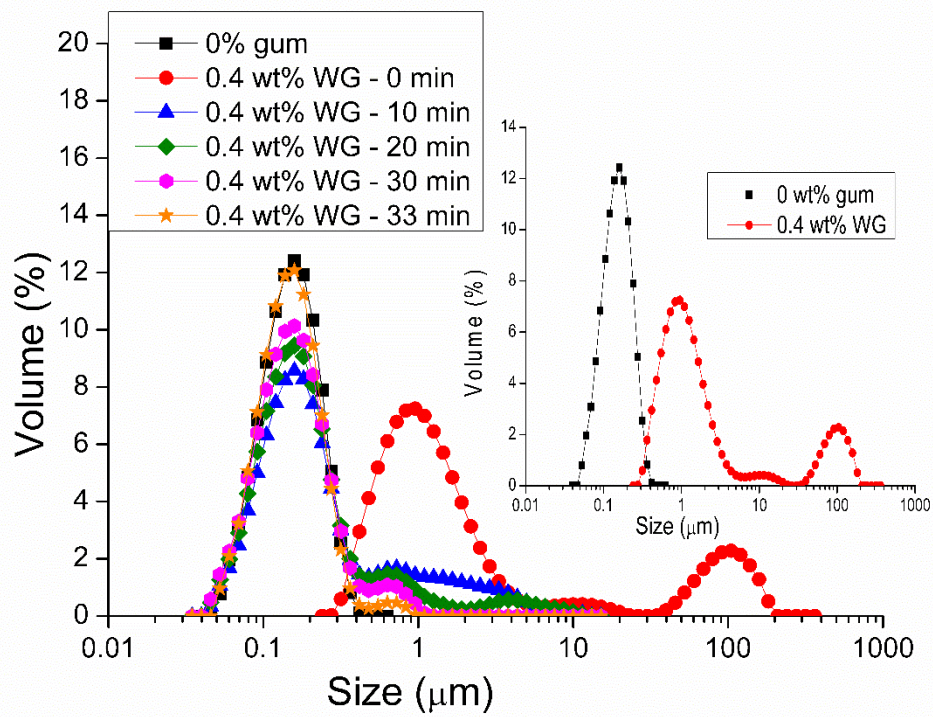 0% gum
0.4 wt% WG - 0 min
0.4 wt% WG - 10 min
0.4 wt% WG - 20 min
0.4 wt% WG - 30 min
0.4 wt% WG - 33 min
20
18
16
14
12
10
8
6
4
2
0
Volume (%)
0.01 0.1 1 10 100 1000
Size (μm)
14
12
10
8
6
4
2
0
Volume (%)
0 wt% gum
0.4 wt% WG
0.01 0.1 1 10 100 1000
Size (μm)